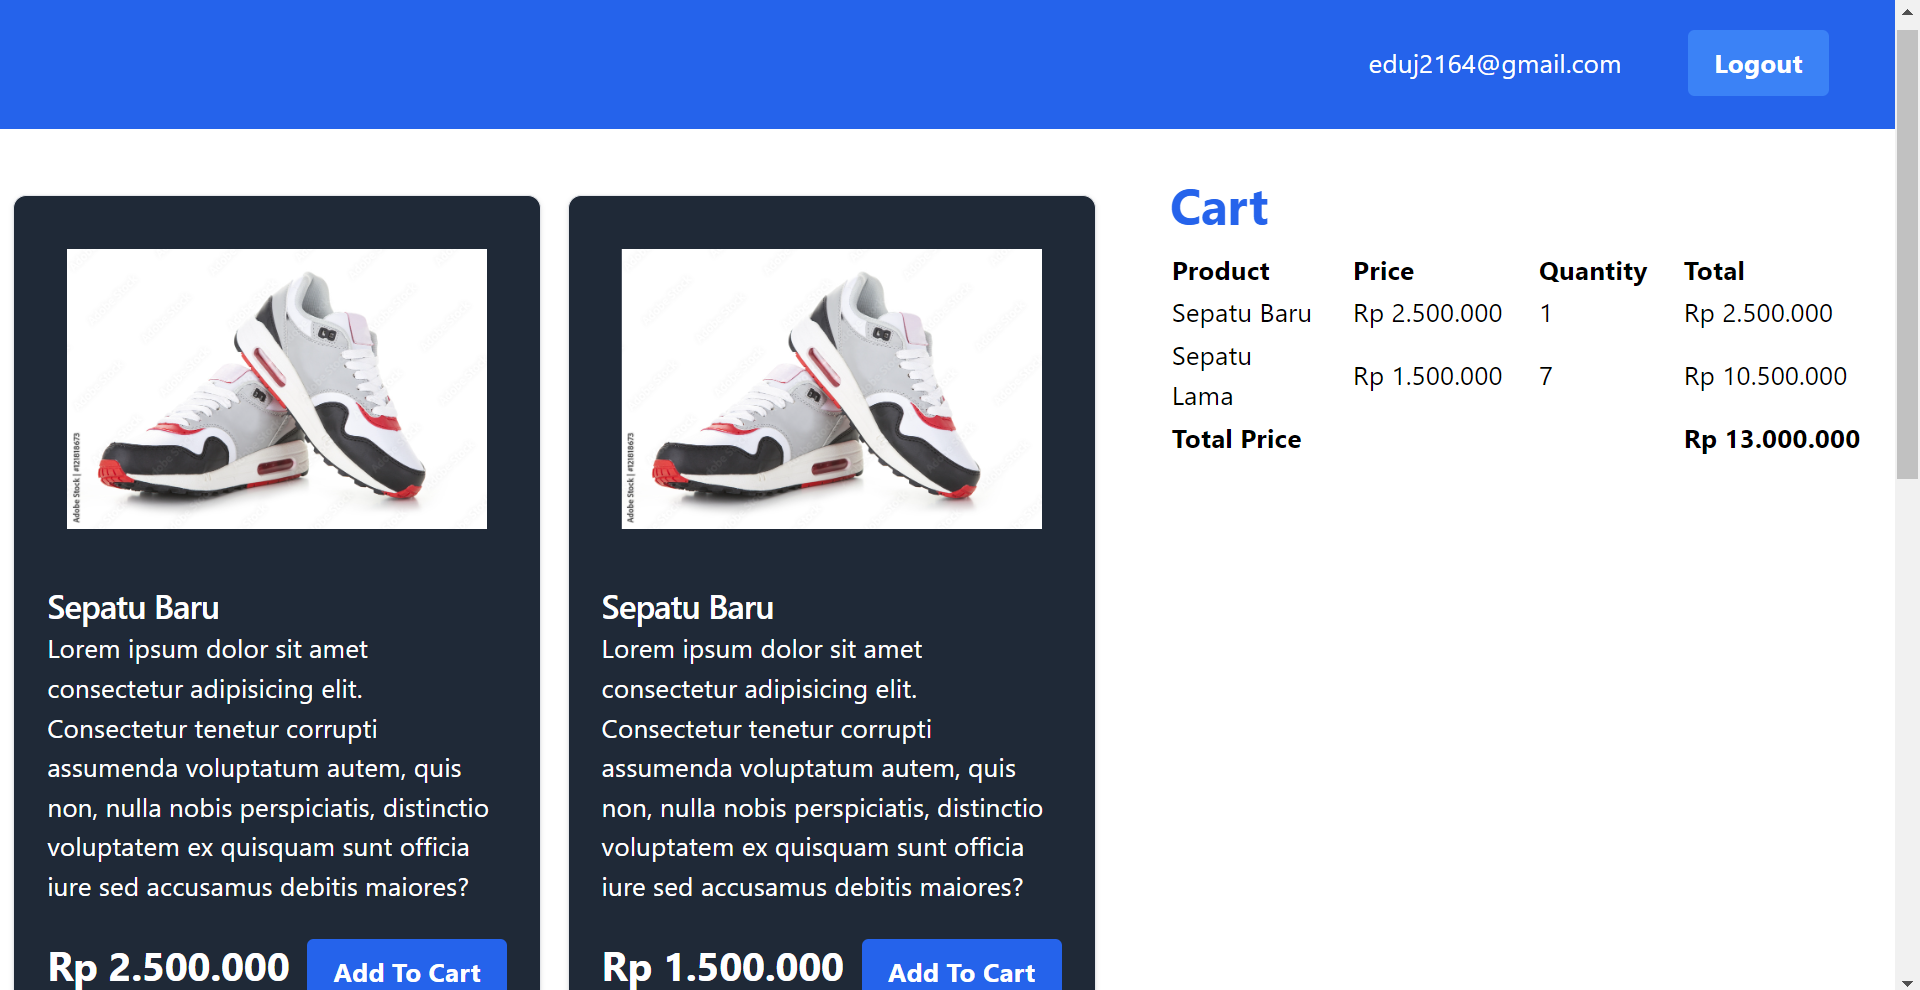 eduj2164@gmail.com
Logout
Cart
Product Price Quantity Total
Sepatu Baru Rp 2.500.000 1 Rp 2.500.000
Sepatu
Lama Rp 1.500.000 7 Rp 10.500.000
Total Price Rp 13.000.000
Adobe Stock | #121818673
Sepatu Baru
Lorem ipsum dolor sit amet
consectetur adipisicing elit.
Consectetur tenetur corrupti
assumenda voluptatum autem, quis
non, nulla nobis perspiciatis, distinctio
voluptatem ex quisquam sunt officia
iure sed accusamus debitis maiores?
Rp 2.500.000
Add To Cart
Adobe Stock | #121818673
Sepatu Baru
Lorem ipsum dolor sit amet
consectetur adipisicing elit.
Consectetur tenetur corrupti
assumenda voluptatum autem, quis
non, nulla nobis perspiciatis, distinctio
voluptatem ex quisquam sunt officia
iure sed accusamus debitis maiores?
Rp 1.500.000
Add To Cart